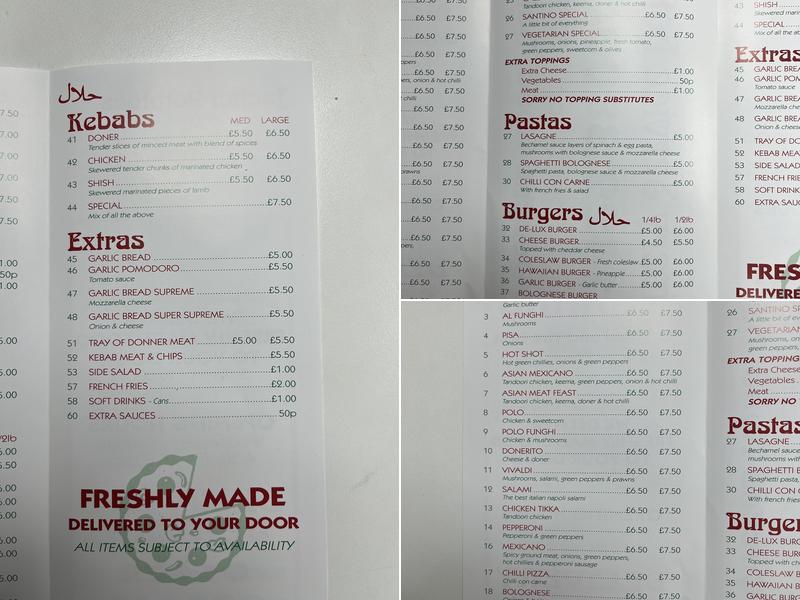 حلال
Kebabs MED LARGE
41 DONER £5.50 £6.50
Tender slices of minced meat with blend of spices
42 CHICKEN £5.50 £6.50
Skewered tender chunks of marinated chicken
43 SHISH £5.50 £6.50
Skewered marinated pieces of lamb
44 SPECIAL £7.50
Mix of all the above
Extras
45 GARLIC BREAD £5.00
46 GARLIC POMODORO £5.50
Tomato sauce
47 GARLIC BREAD SUPREME £5.50
Mozzarella cheese
48 GARLIC BREAD SUPER SUPREME £5.50
Onion & cheese
51 TRAY OF DONNER MEAT £5.00 £5.50
52 KEBAB MEAT & CHIPS £5.50
53 SIDE SALAD £1.00
57 FRENCH FRIES £2.00
58 SOFT DRINKS - Cans £1.00
60 EXTRA SAUCES 50p
FRESHLY MADE
DELIVERED TO YOUR DOOR
ALL ITEMS SUBJECT TO AVAILABILITY
Tandoori chicken, keema, doner & hot chilli
26 SANTINO SPECIAL £6.50 £7.50
A little bit of everything
27 VEGETARIAN SPECIAL £6.50 £7.50
Mushrooms, onions, pineapple, fresh tomato,
green peppers, sweetcorn & olives
EXTRA TOPPINGS
Extra Cheese £1.00
Vegetables 50p
Meat £1.00
SORRY NO TOPPING SUBSTITUTES
Pastas
27 LASAGNE £5.00
Bechamel sauce layers of spinach & egg pasta,
mushrooms with bolognese sauce & mozzarella cheese
28 SPAGHETTI BOLOGNESE £5.00
Spaghetti pasta, bolognese sauce & mozzarella cheese
30 CHILLI CON CARNE £5.00
With french fries & salad
Burgers حلال 1/4lb 1/2lb
32 DE-LUX BURGER £5.00 £6.00
33 CHEESE BURGER £4.50 £5.50
Topped with cheddar cheese
34 COLESLAW BURGER - Fresh coleslaw £5.00 £6.00
35 HAWAIIAN BURGER - Pineapple £5.00 £6.00
36 GARLIC BURGER - Garlic butter £5.00 £6.00
37 BOLOGNESE BURGER
Garlic butter
3 AL FUNGHI £6.50 £7.50
Mushrooms
4 PISA £6.50 £7.50
Onions
5 HOT SHOT £6.50 £7.50
Hot green chillies, onions & green peppers
6 ASIAN MEXICANO £6.50 £7.50
Tandoori chicken, keema, green peppers, onion & hot chilli
7 ASIAN MEAT FEAST £6.50 £7.50
Tandoori chicken, keema, doner & hot chilli
8 POLO £6.50 £7.50
Chicken & sweetcorn
9 POLO FUNGHI £6.50 £7.50
Chicken & mushrooms
10 DONERITO £6.50 £7.50
Cheese & doner
11 VIVALDI £6.50 £7.50
Mushrooms, salami, green peppers & prawns
12 SALAMI £6.50 £7.50
The best italian napoli salami
13 CHICKEN TIKKA £6.50 £7.50
Tandoori chicken
14 PEPPERONI £6.50 £7.50
Pepperoni & green peppers
16 MEXICANO £6.50 £7.50
Spicy ground meat, onions, green peppers,
hot chillies & pepperoni sausage
17 CHILLI PIZZA £6.50 £7.50
Chilli con carne
18 BOLOGNESE £6.50 £7.50